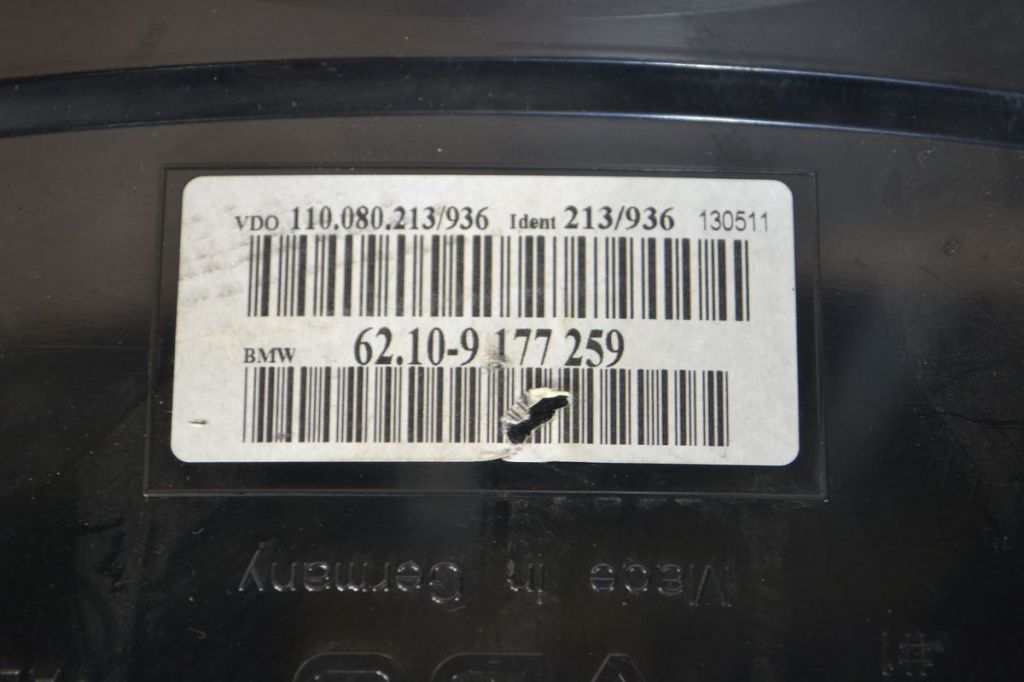 VDO 110.080.213/936 Ident 213/936 130511
BMW 62.10-9 177 259
Made in Germany